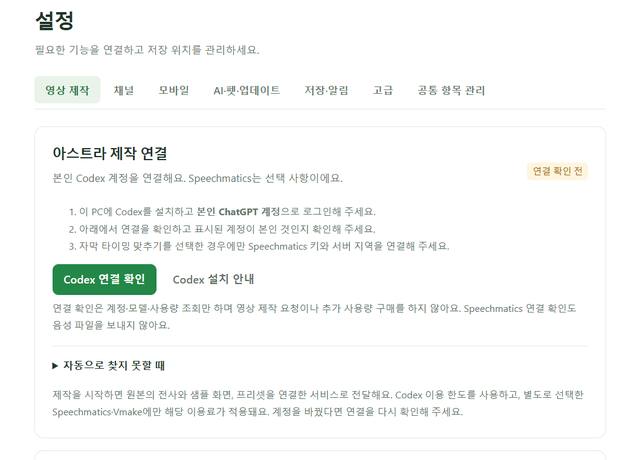 설정
필요한 기능을 연결하고 저장 위치를 관리하세요.
영상 제작 채널 모바일 AI·펫·업데이트 저장·알림 고급 공통 항목 관리
아스트라 제작 연결
연결 확인 전
본인 Codex 계정을 연결해요. Speechmatics는 선택 사항이에요.
1. 이 PC에 Codex를 설치하고 본인 ChatGPT 계정으로 로그인해 주세요.
2. 아래에서 연결을 확인하고 표시된 계정이 본인 것인지 확인해 주세요.
3. 자막 타이밍 맞추기를 선택한 경우에만 Speechmatics 키와 서버 지역을 연결해 주세요.
Codex 연결 확인 Codex 설치 안내
연결 확인은 계정·모델·사용량 조회만 하며 영상 제작 요청이나 추가 사용량 구매를 하지 않아요. Speechmatics 연결 확인도
음성 파일을 보내지 않아요.
▶ 자동으로 찾지 못할 때
제작을 시작하면 원본의 전사와 샘플 화면, 프리셋을 연결한 서비스로 전달해요. Codex 이용 한도를 사용하고, 별도로 선택한
Speechmatics·Vmake에만 해당 이용료가 적용돼요. 계정을 바꿨다면 연결을 다시 확인해 주세요.